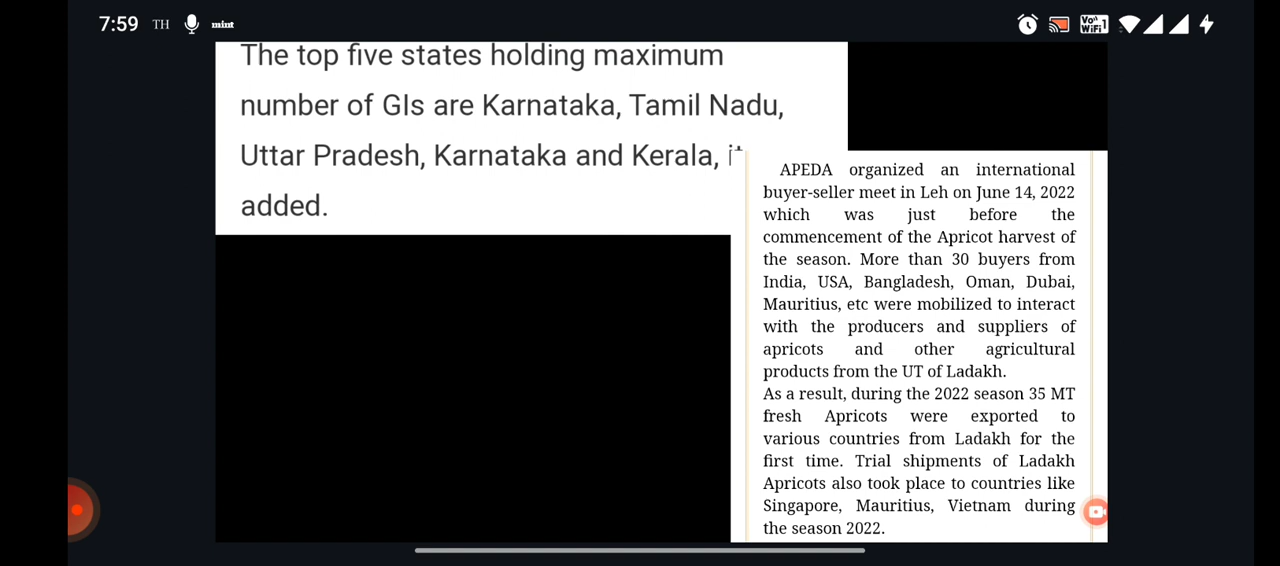 7:59 TH mint Vo WiFi 1
The top five states holding maximum
number of GIs are Karnataka, Tamil Nadu,
Uttar Pradesh, Karnataka and Kerala, it
added.
APEDA organized an international
buyer-seller meet in Leh on June 14, 2022
which was just before the
commencement of the Apricot harvest of
the season. More than 30 buyers from
India, USA, Bangladesh, Oman, Dubai,
Mauritius, etc were mobilized to interact
with the producers and suppliers of
apricots and other agricultural
products from the UT of Ladakh.
As a result, during the 2022 season 35 MT
fresh Apricots were exported to
various countries from Ladakh for the
first time. Trial shipments of Ladakh
Apricots also took place to countries like
Singapore, Mauritius, Vietnam during
the season 2022.